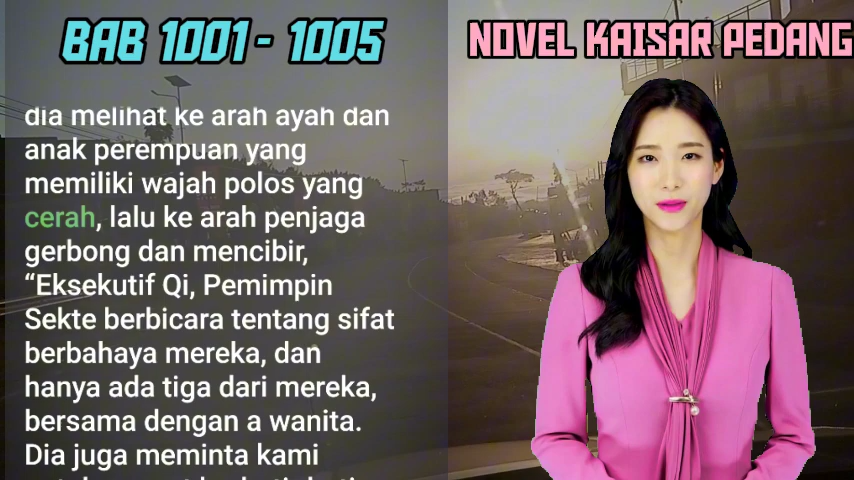 BAB 1001 - 1005
NOVEL KAISAR PEDANG
dia melihat ke arah ayah dan
anak perempuan yang
memiliki wajah polos yang
cerah, lalu ke arah penjaga
gerbong dan mencibir,
“Eksekutif Qi, Pemimpin
Sekte berbicara tentang sifat
berbahaya mereka, dan
hanya ada tiga dari mereka,
bersama dengan a wanita.
Dia juga meminta kami